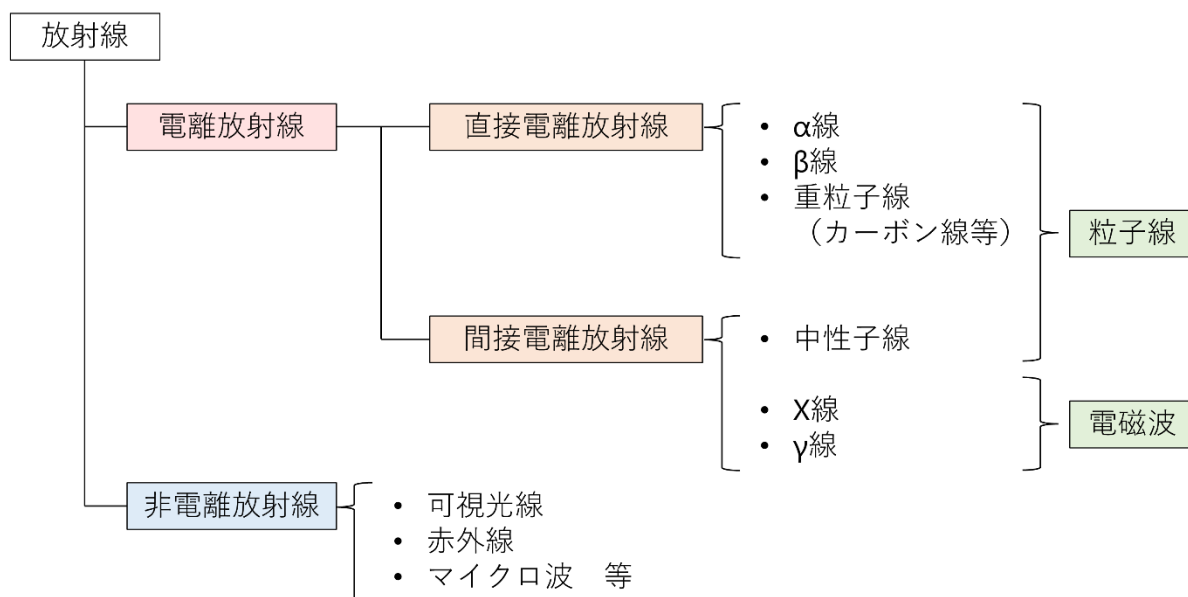 放射線
電離放射線
直接電離放射線
• α線
• β線
• 重粒子線
（カーボン線等）
粒子線
間接電離放射線
• 中性子線
• X線
• γ線
電磁波
非電離放射線
• 可視光線
• 赤外線
• マイクロ波　等